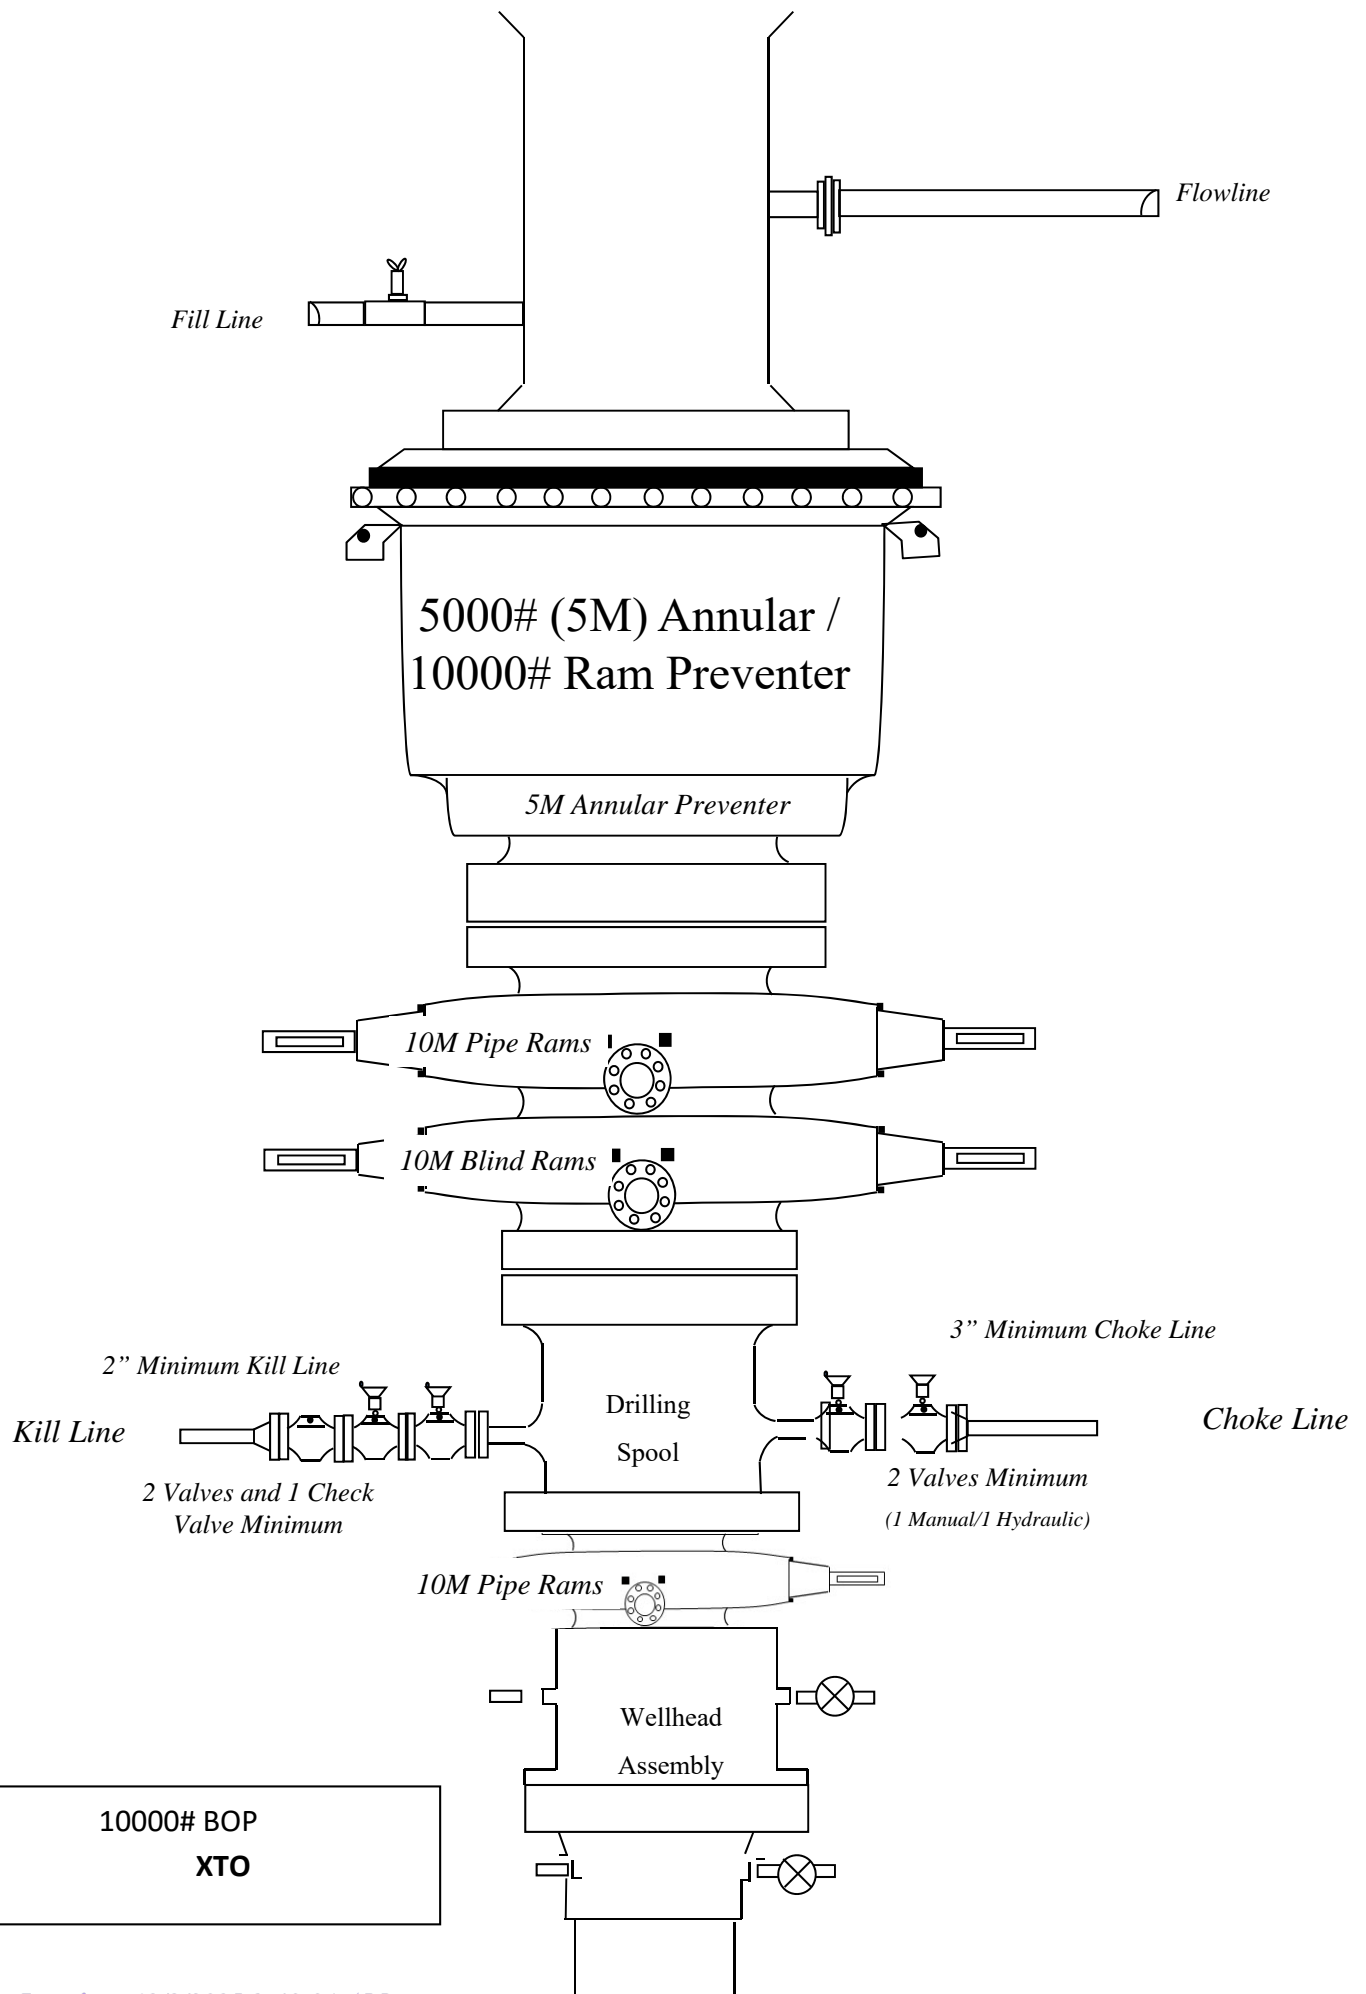 Flowline
Fill Line
5000# (5M) Annular /
10000# Ram Preventer
5M Annular Preventer
10M Pipe Rams
10M Blind Rams
3” Minimum Choke Line
2” Minimum Kill Line
Drilling
Spool
Kill Line
Choke Line
2 Valves and 1 Check
Valve Minimum
2 Valves Minimum
(1 Manual/1 Hydraulic)
10M Pipe Rams
Wellhead
Assembly
10000# BOP
XTO